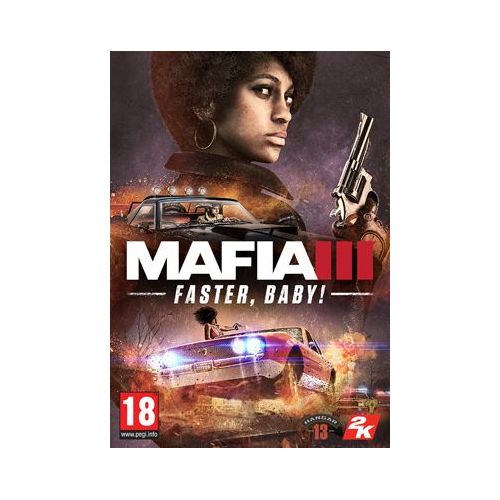 MAFIA III
FASTER, BABY!
18
www.pegi.info
HANGAR
13
2K